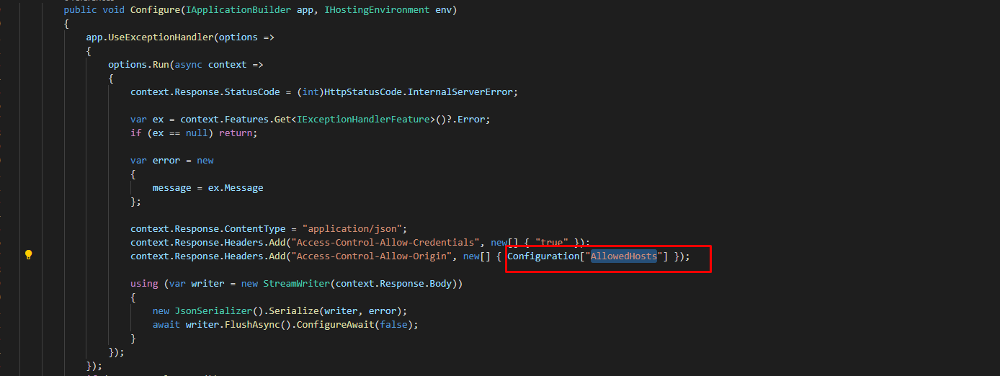 public void Configure(IApplicationBuilder app, IHostingEnvironment env)
{
app.UseExceptionHandler(options =>
{
options.Run(async context =>
{
context.Response.StatusCode = (int)HttpStatusCode.InternalServerError;
var ex = context.Features.Get<IExceptionHandlerFeature>()?.Error;
if (ex == null) return;
var error = new
{
message = ex.Message
};
context.Response.ContentType = "application/json";
context.Response.Headers.Add("Access-Control-Allow-Credentials", new[] { "true" });
context.Response.Headers.Add("Access-Control-Allow-Origin", new[] { Configuration["AllowedHosts"] });
using (var writer = new StreamWriter(context.Response.Body))
{
new JsonSerializer().Serialize(writer, error);
await writer.FlushAsync().ConfigureAwait(false);
}
});
});